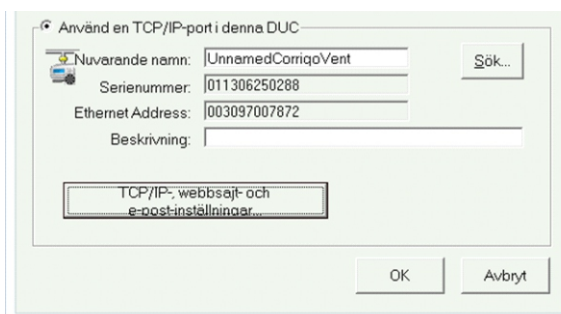 Använd en TCP/IP-port i denna DUC
Nuvarande namn: UnnamedCorrigoVent Sök...
Serienummer: 011306250288
Ethernet Address: 003097007872
Beskrivning:
TCP/IP-, webbsajt- och
e-post-inställningar...
OK Avbryt